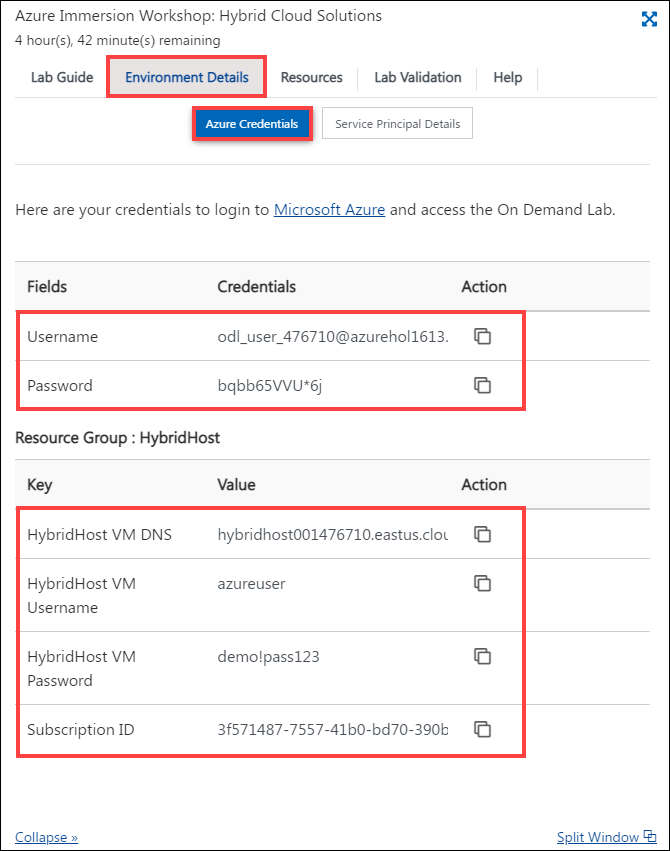 Azure Immersion Workshop: Hybrid Cloud Solutions
4 hour(s), 42 minute(s) remaining
Lab Guide Environment Details Resources Lab Validation Help
Azure Credentials Service Principal Details
Here are your credentials to login to Microsoft Azure and access the On Demand Lab.
Fields Credentials Action
Username odl_user_476710@azurehol1613.
Password bqbb65VVU*6j
Resource Group : HybridHost
Key Value Action
HybridHost VM DNS hybridhost001476710.eastus.clou
HybridHost VM azureuser
Username
HybridHost VM demo!pass123
Password
Subscription ID 3f571487-7557-41b0-bd70-390b
Collapse » Split Window